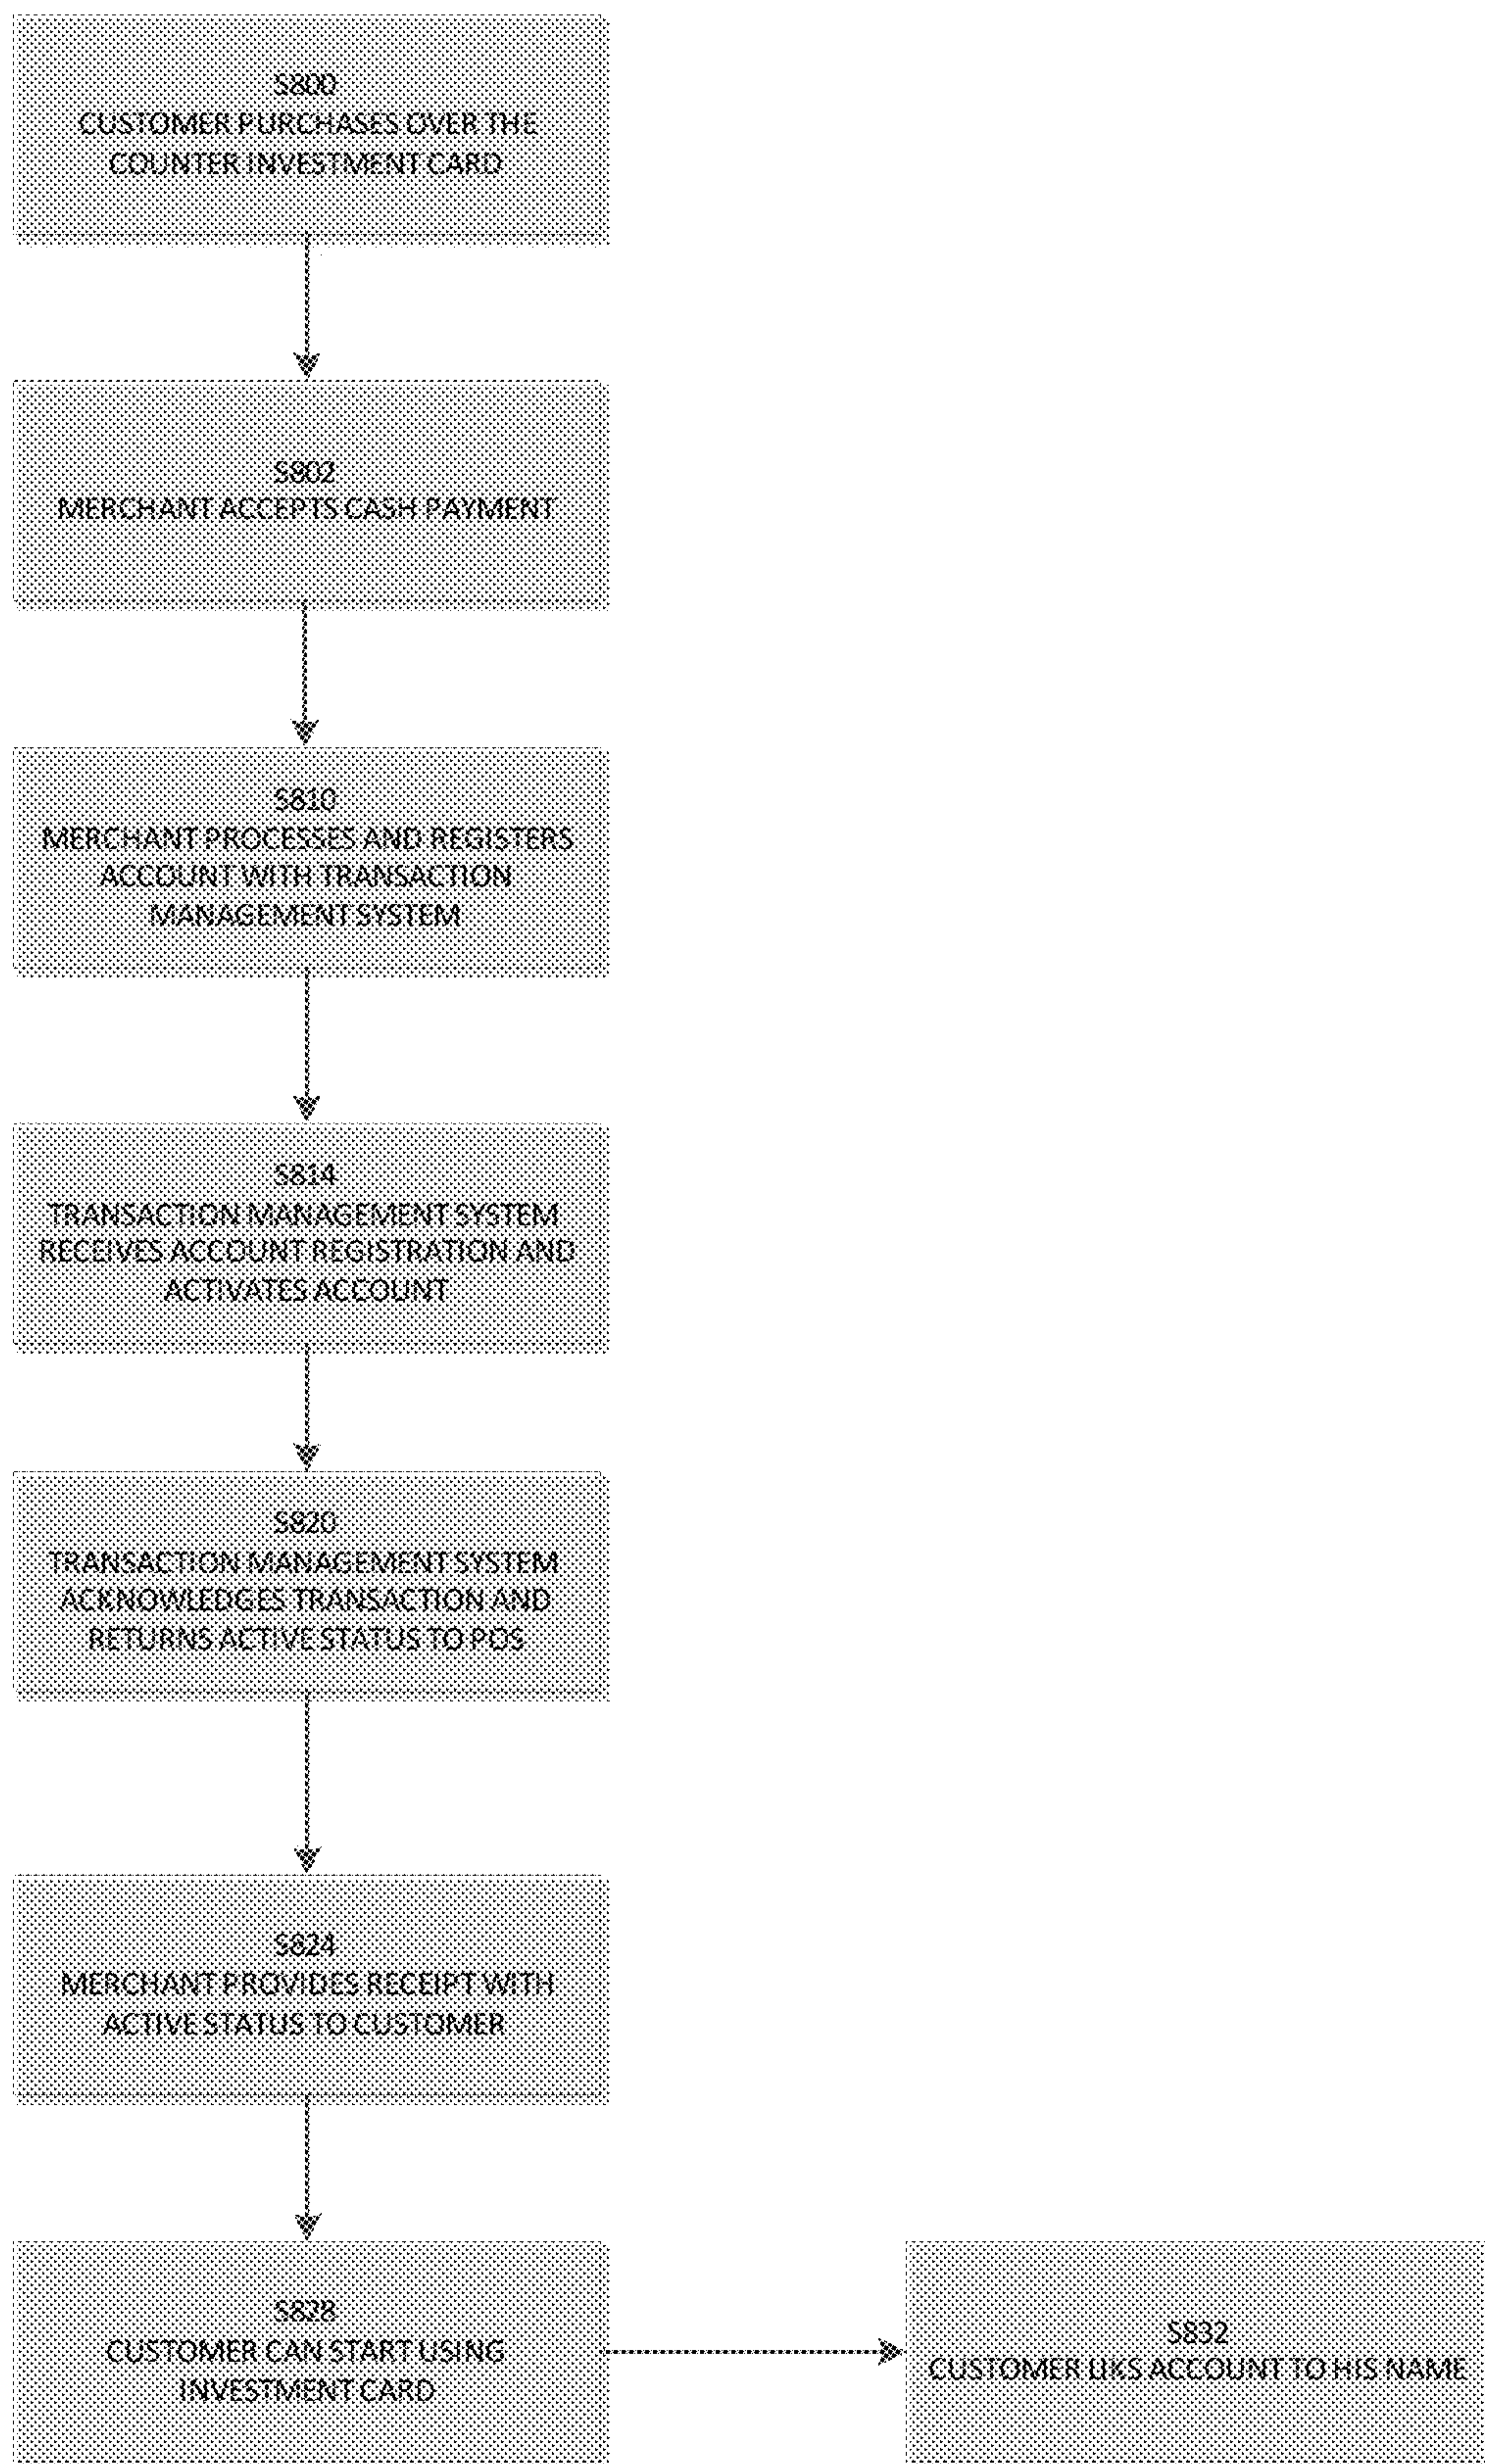 S800
CUSTOMER PURCHASES OVER THE
COUNTER INVESTMENT CARD
S802
MERCHANT ACCEPTS CASH PAYMENT
S810
MERCHANT PROCESSES AND REGISTERS
ACCOUNT WITH TRANSACTION
MANAGEMENT SYSTEM
S814
TRANSACTION MANAGEMENT SYSTEM
RECEIVES ACCOUNT REGISTRATION AND
ACTIVATES ACCOUNT
S820
TRANSACTION MANAGEMENT SYSTEM
ACKNOWLEDGES TRANSACTION AND
RETURNS ACTIVE STATUS TO POS
S824
MERCHANT PROVIDES RECEIPT WITH
ACTIVE STATUS TO CUSTOMER
S828
CUSTOMER CAN START USING
INVESTMENT CARD
S832
CUSTOMER LIKS ACCOUNT TO HIS NAME